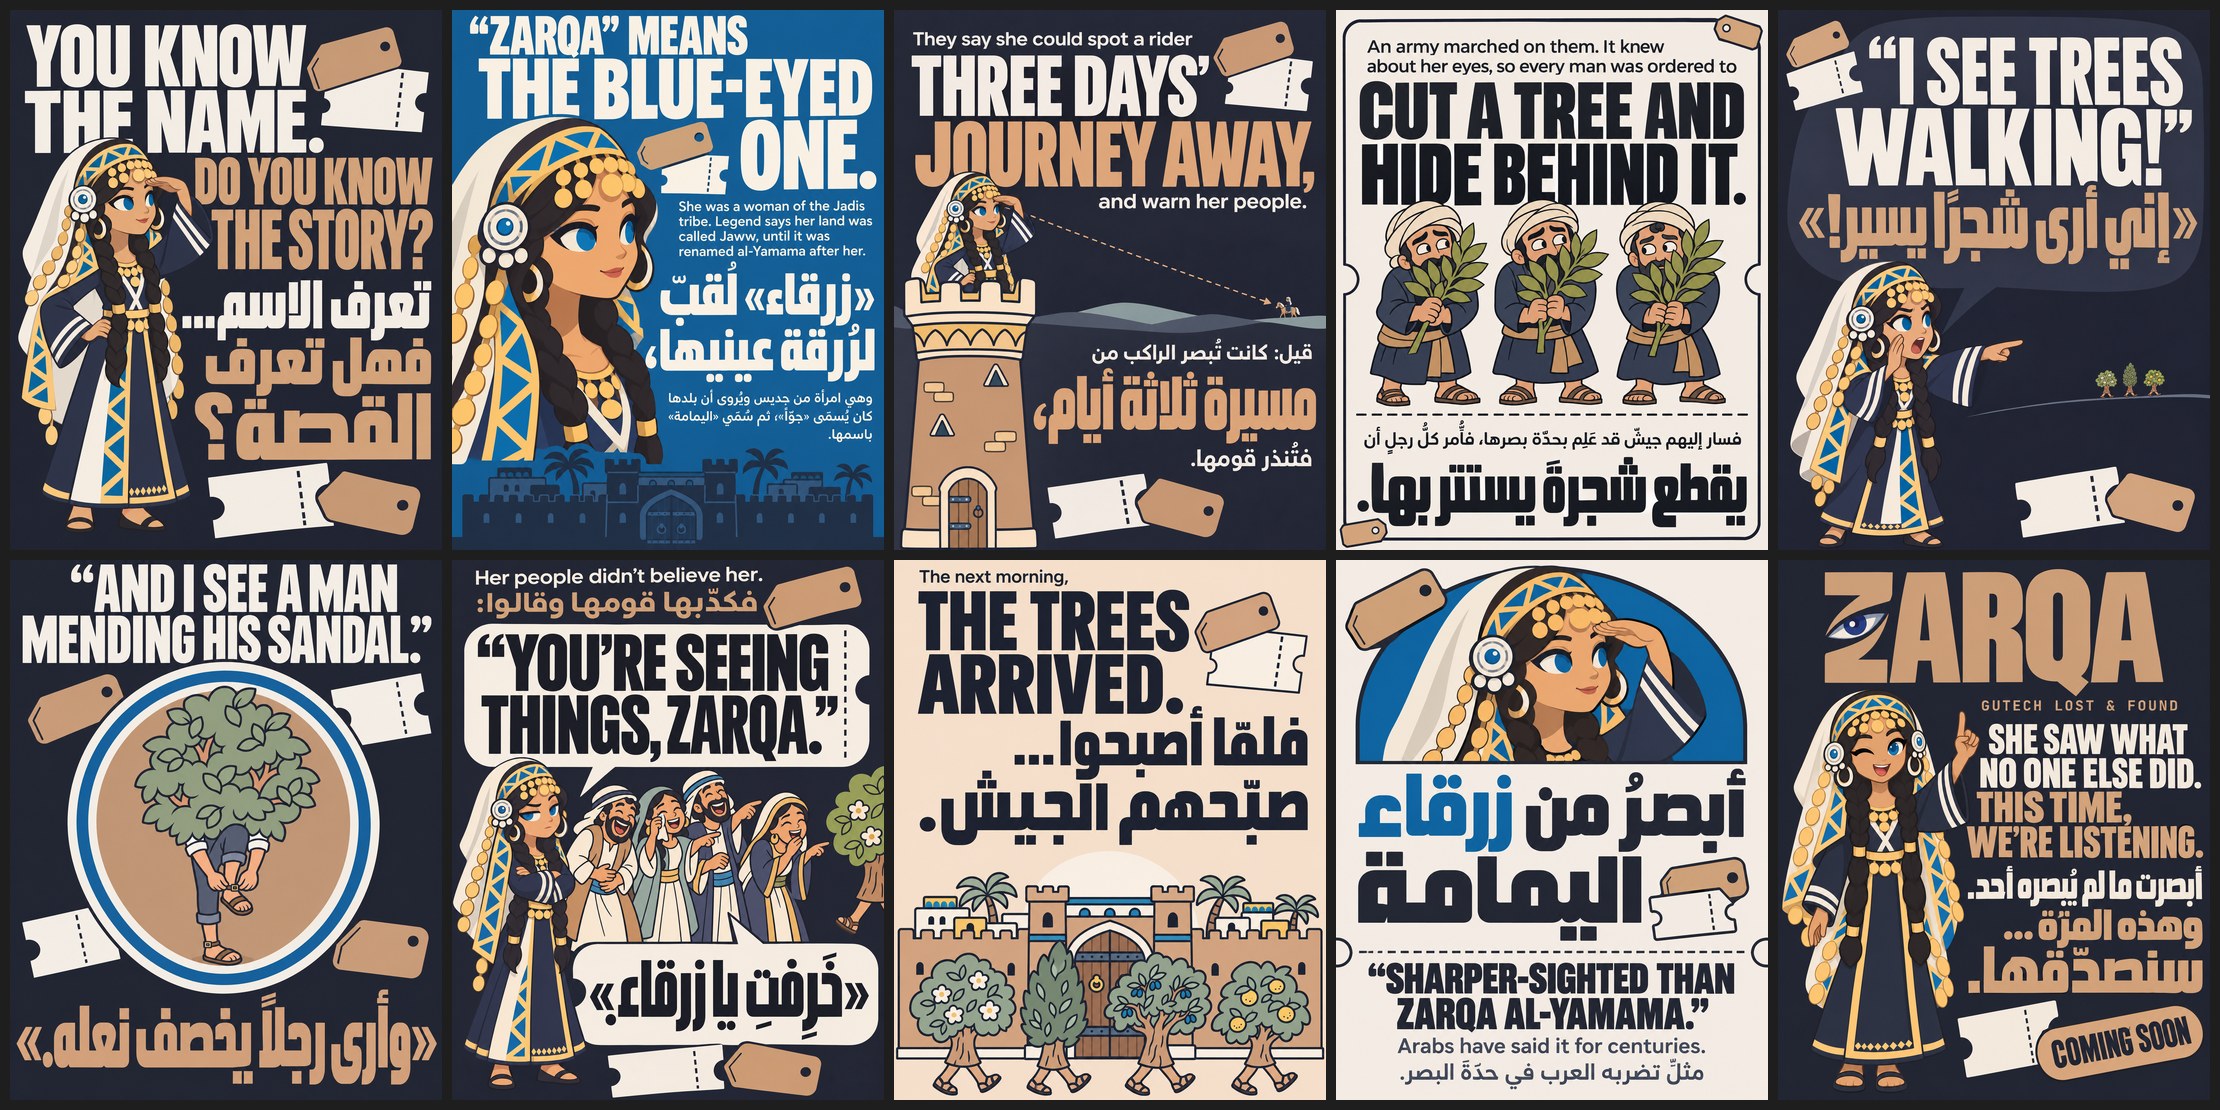 YOU KNOW
THE NAME.
DO YOU KNOW
THE STORY?
تعرف الاسم...
فهل تعرف
القصة؟
“ZARQA” MEANS
THE BLUE-EYED
ONE.
She was a woman of the Jadis
tribe. Legend says her land was
called Jaww, until it was
renamed al-Yamama after her.
«زرقاء» لُقبّ
لزُرقة عينيها،
وهي امرأة من جديس ويُروى أن بلدها
كان يُسمَى «جوّاً»، ثم سُمّي «اليمامة»
باسمها.
They say she could spot a rider
THREE DAYS’
JOURNEY AWAY,
and warn her people.
قيل: كانت تُبصر الراكب من
مسيرة ثلاثة أيام،
فتُنذر قومها.
An army marched on them. It knew
about her eyes, so every man was ordered to
CUT A TREE AND
HIDE BEHIND IT.
فسار إليهم جيشٌ قد عَلِم بحدّة بصرها، فأُمر كلُّ رجلٍ أن
يقطع شجرةً يستتر بها.
“I SEE TREES
WALKING!”
«إني أرى شجرًا يسير!»
“AND I SEE A MAN
MENDING HIS SANDAL.”
«وأرى رجلاً يخصف نعله.»
Her people didn’t believe her.
فكذّبها قومها وقالوا:
“YOU’RE SEEING
THINGS, ZARQA.”
«خَرِفتِ يا زرقاء.»
The next morning,
THE TREES
ARRIVED.
فلمّا أصبحوا...
صبّحهم الجيش.
أبصرُ من زرقاء
اليمامة
“SHARPER-SIGHTED THAN
ZARQA AL-YAMAMA.”
Arabs have said it for centuries.
مثلٌ تضربه العرب في حدّة البصر.
ZARQA
GUTECH LOST & FOUND
SHE SAW WHAT
NO ONE ELSE DID.
THIS TIME,
WE’RE LISTENING.
أبصرت ما لم يُبصره أحد.
وهذه المرّة ...
سنصدّقها.
COMING SOON